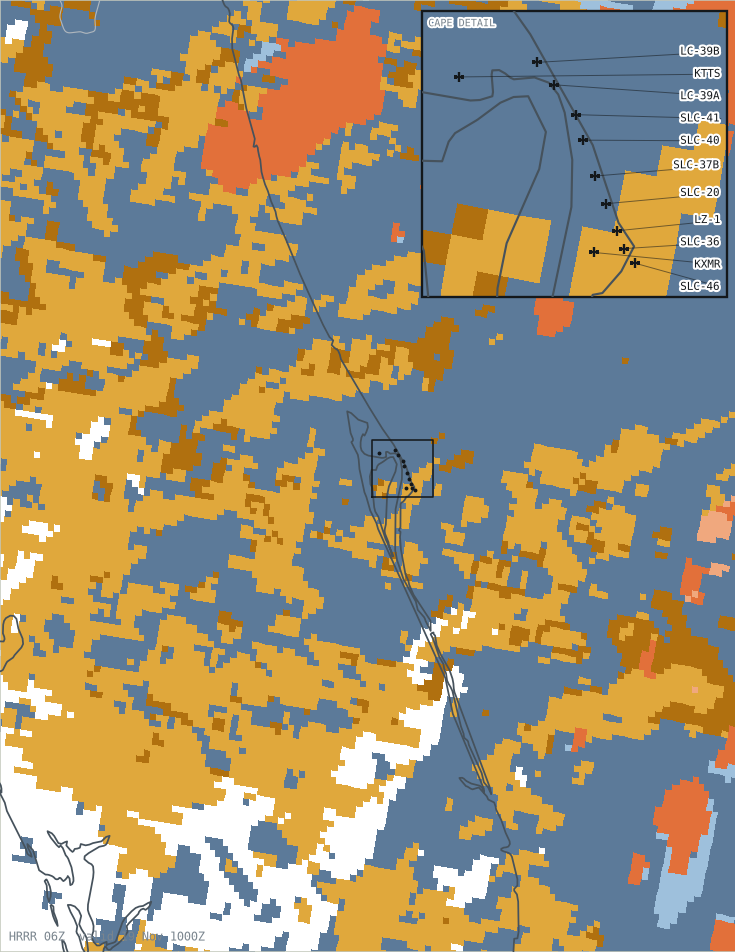 CAPE DETAIL
LC-39B
KTTS
LC-39A
SLC-41
SLC-40
SLC-37B
SLC-20
LZ-1
SLC-36
KXMR
SLC-46
HRRR 06Z, Nov 1000Z